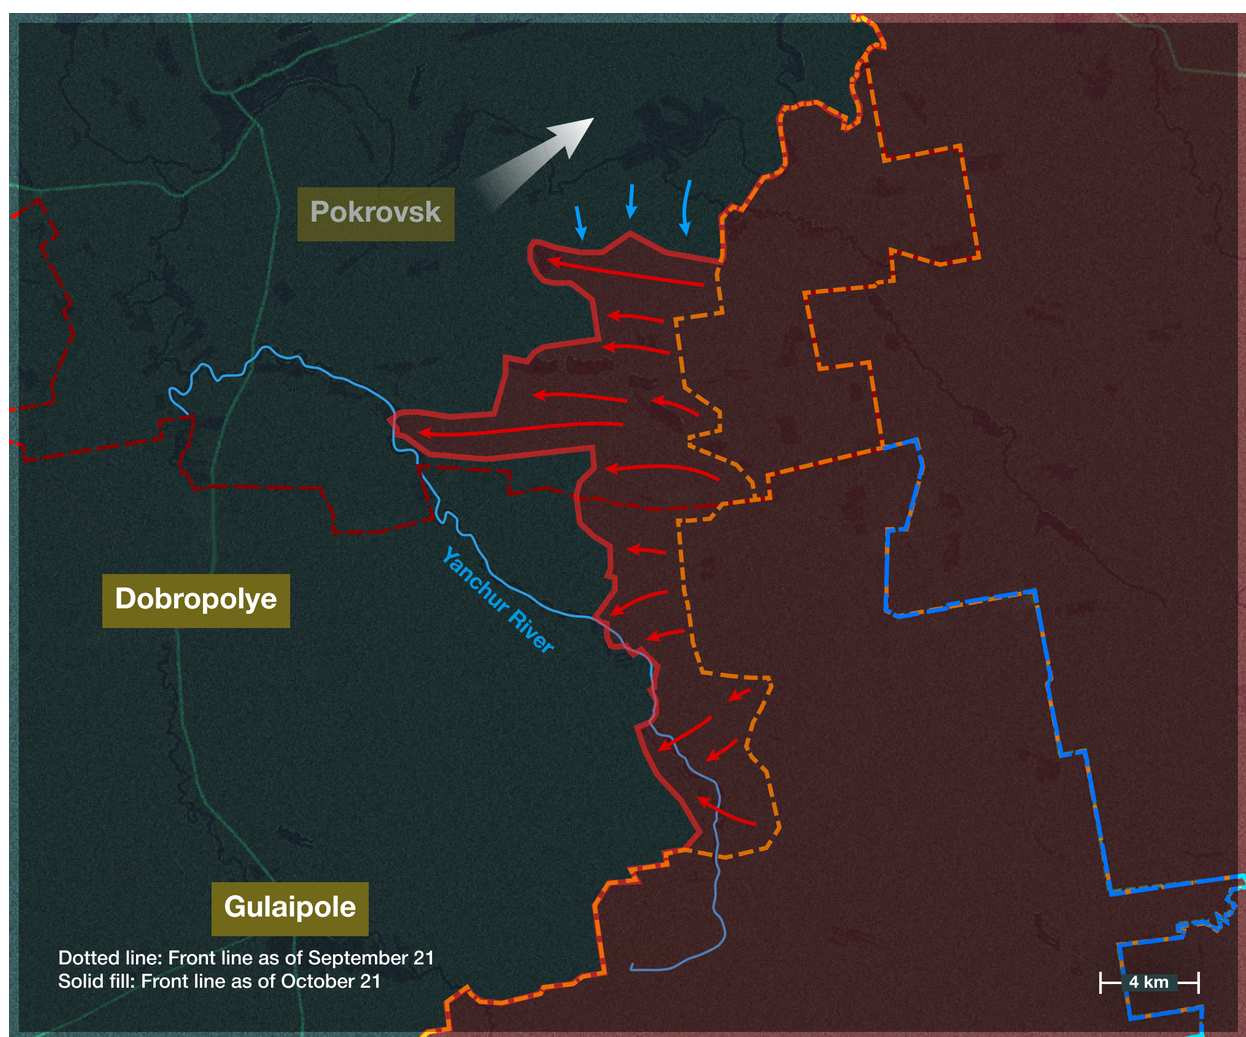 Pokrovsk
Yanchur River
Dobropolye
Gulaipole
Dotted line: Front line as of September 21
Solid fill: Front line as of October 21
4 km